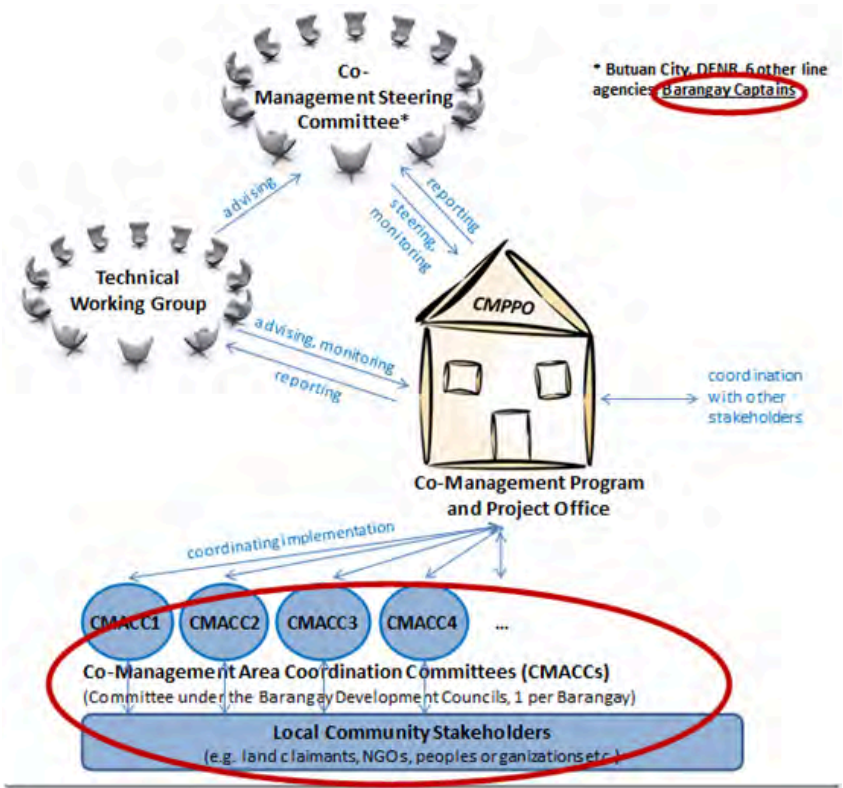 Co-
Management Steering
Committee*
* Butuan City, DENR, 6 other line
agencies, Barangay Captains
advising
reporting
steering,
monitoring
Technical
Working Group
CMPPO
advising, monitoring
reporting
coordination
with other
stakeholders
Co-Management Program
and Project Office
coordinating implementation
CMACC1
CMACC2
CMACC3
CMACC4
...
Co-Management Area Coordination Committees (CMACCs)
(Committee under the Barangay Development Councils, 1 per Barangay)
Local Community Stakeholders
(e.g. land claimants, NGOs, peoples organizations etc.)